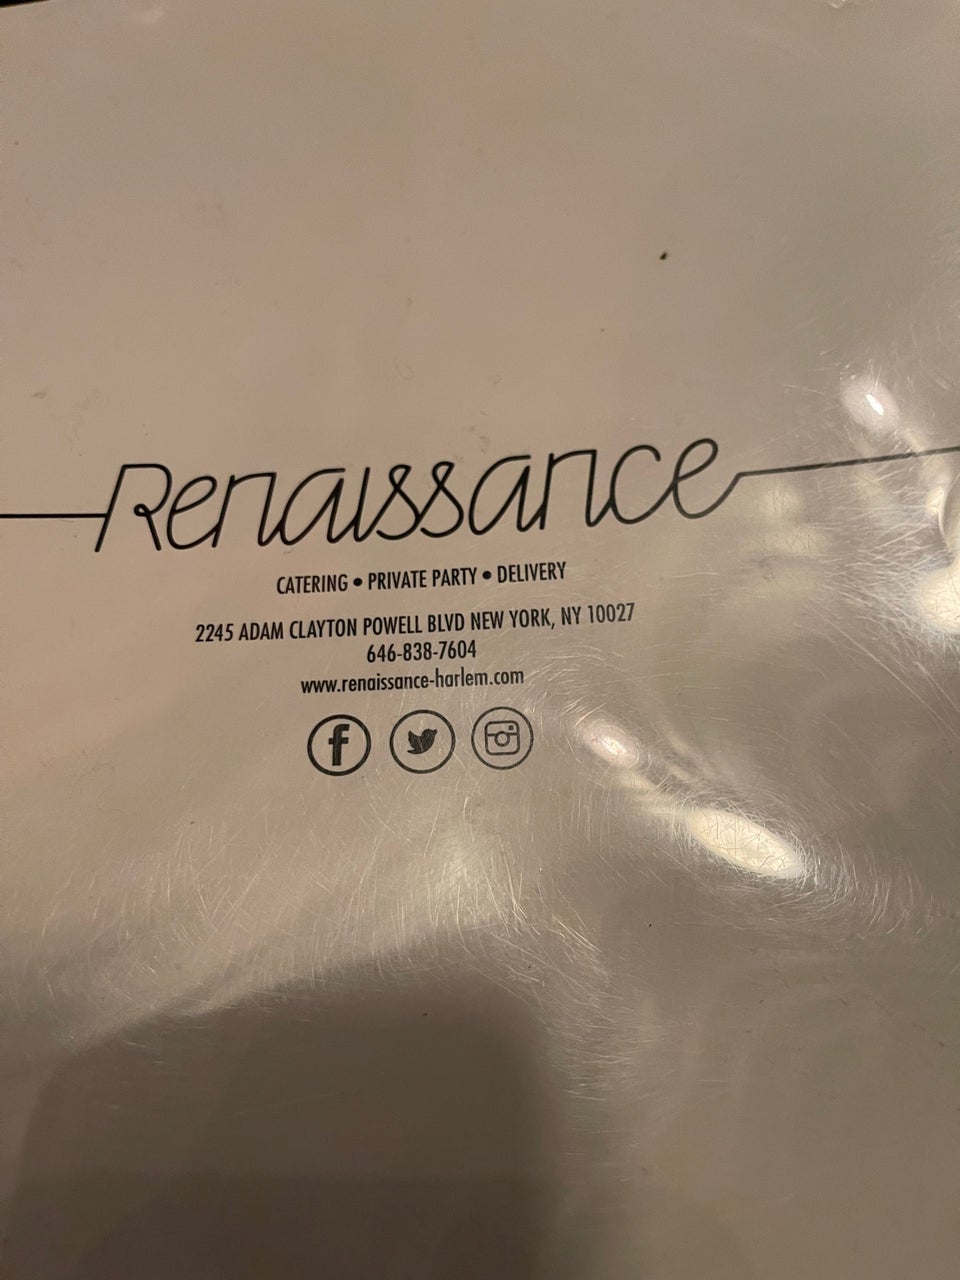 Renaissance
CATERING • PRIVATE PARTY • DELIVERY
2245 ADAM CLAYTON POWELL BLVD NEW YORK, NY 10027
646-838-7604
www.renaissance-harlem.com